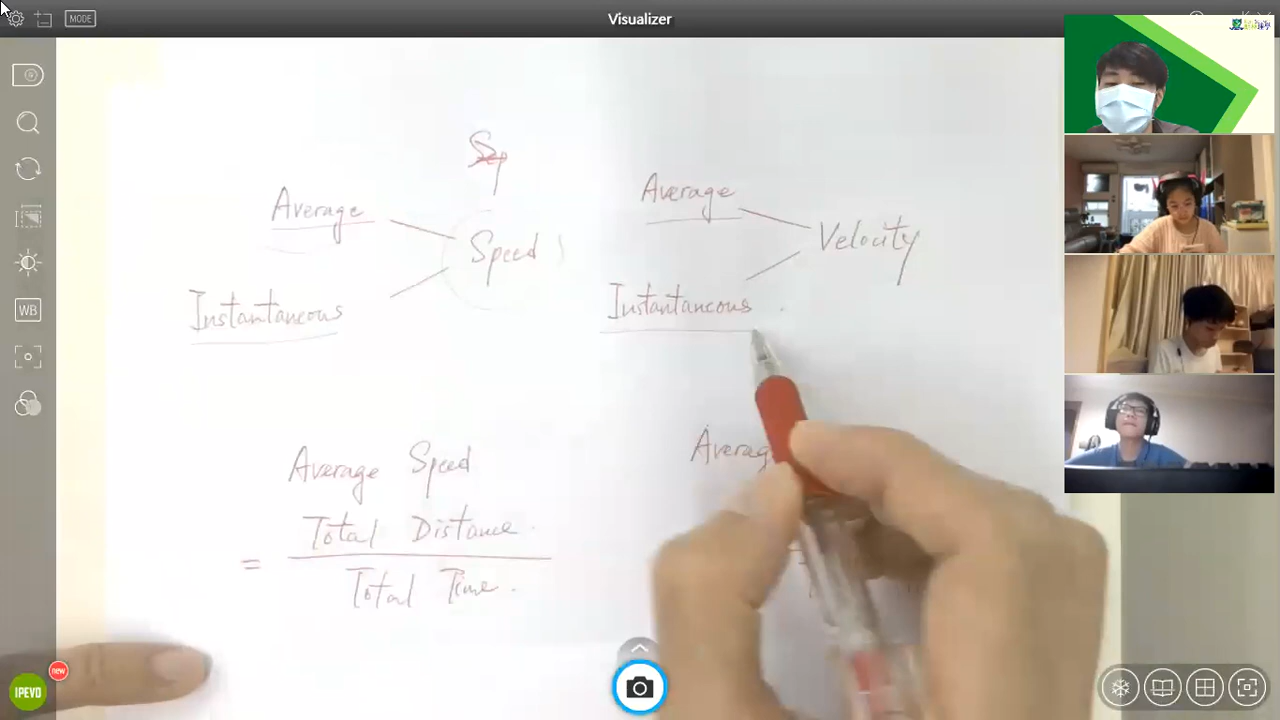 MODE
Visualizer
Sp
Average
Speed
Instantaneous
Average
Velocity
Instantaneous
Average Speed
= Total Distance
Total Time
Averag
WB
new
IPEVO